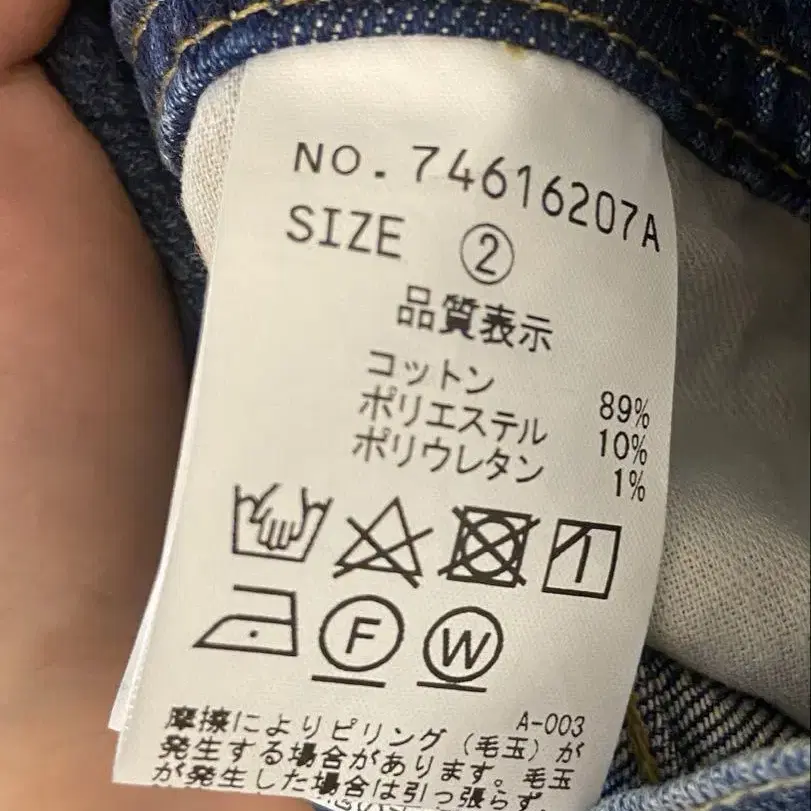 NO. 74616207A
SIZE ②
品質表示
コットン 89%
ポリエステル 10%
ポリウレタン 1%
F W
A-003
摩擦によりピリング(毛玉)が
発生する場合があります。毛玉
が発生した場合は引っ張らず、